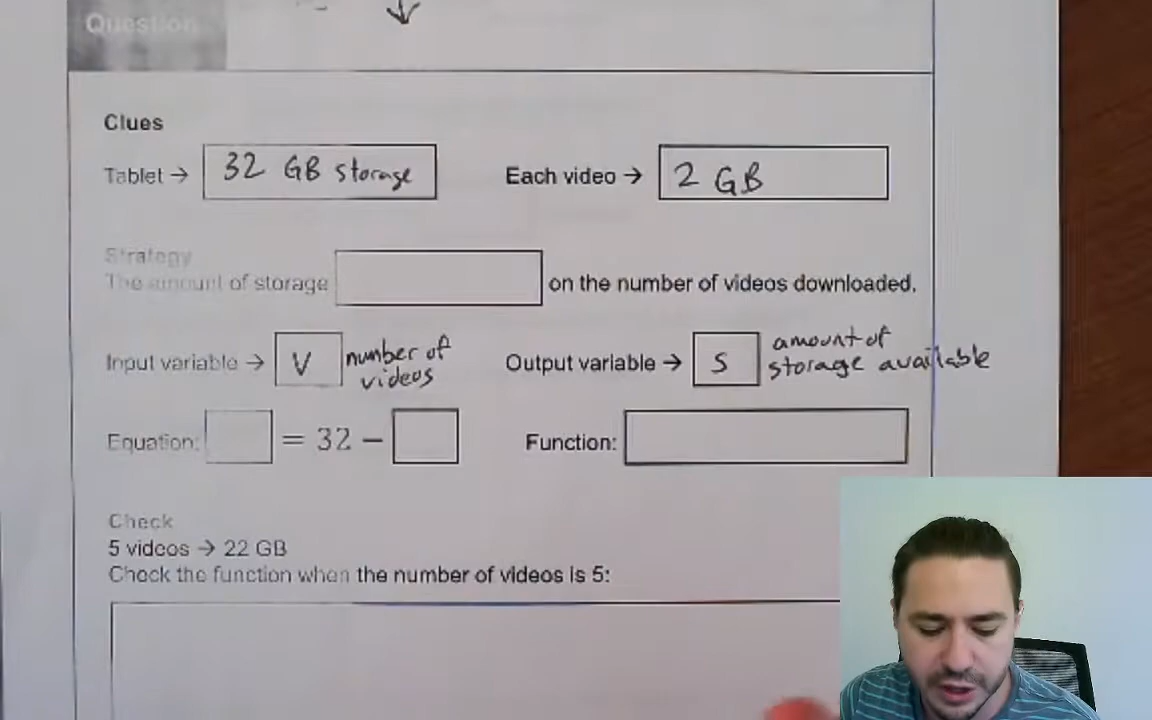 Question
Clues
Tablet → 32 GB storage Each video → 2 GB
Strategy
The amount of storage on the number of videos downloaded.
Input variable → V number of videos Output variable → S amount of storage available
Equation: = 32 − Function:
Check
5 videos → 22 GB
Check the function when the number of videos is 5: